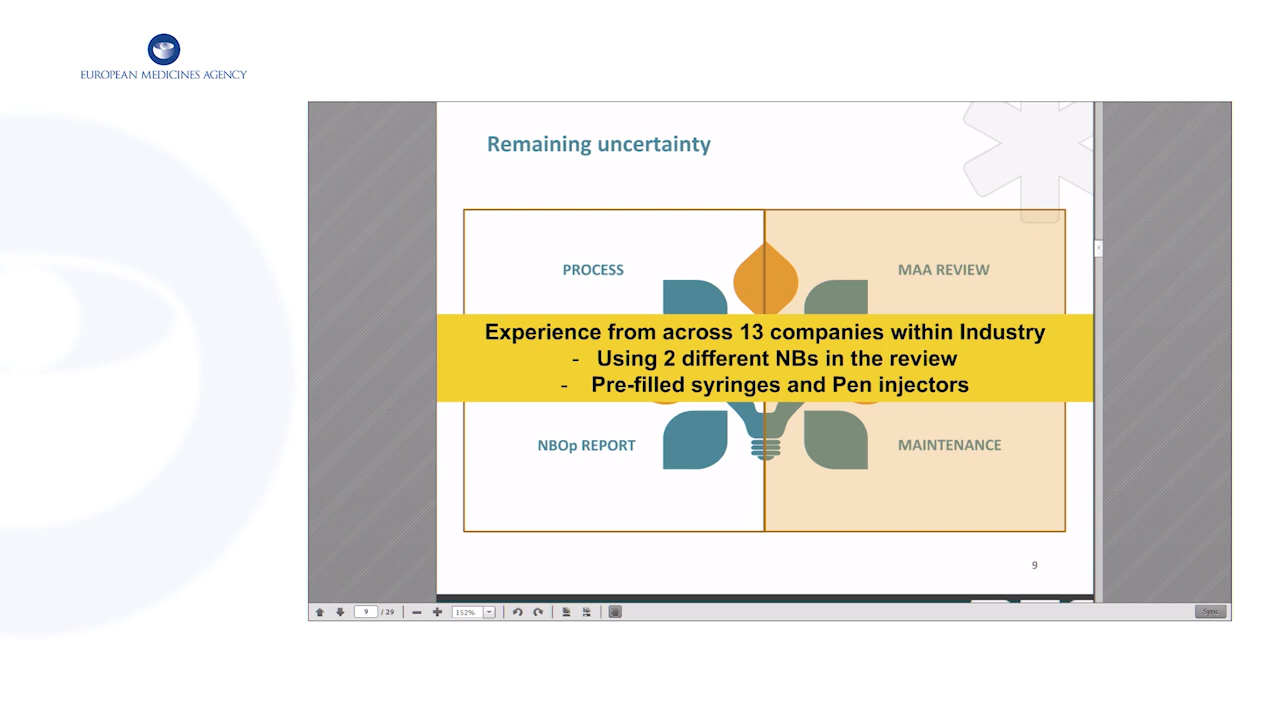 EUROPEAN MEDICINES AGENCY
Remaining uncertainty
PROCESS
MAA REVIEW
Experience from across 13 companies within Industry
- Using 2 different NBs in the review
- Pre-filled syringes and Pen injectors
NBOp REPORT
MAINTENANCE
9
9 / 29
152%
Sync